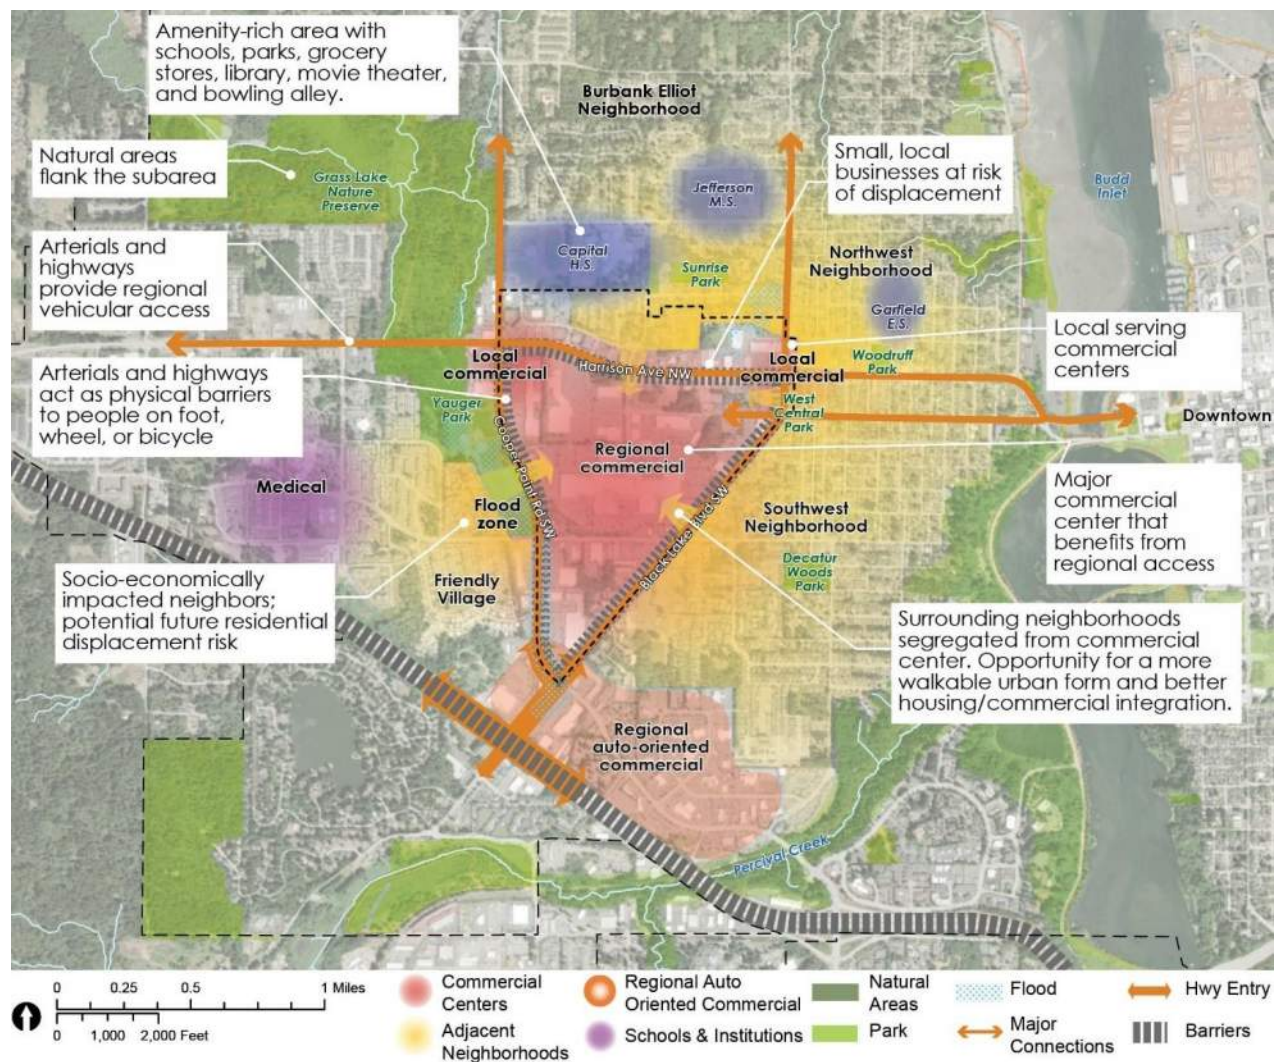 Amenity-rich area with
schools, parks, grocery
stores, library, movie theater,
and bowling alley.
Burbank Elliot
Neighborhood
Natural areas
flank the subarea
Grass Lake
Nature
Preserve
Jefferson
M.S.
Small, local
businesses at risk
of displacement
Budd
Inlet
Arterials and
highways
provide regional
vehicular access
Capital
H.S.
Sunrise
Park
Northwest
Neighborhood
Garfield
E.S.
Local serving
commercial
centers
Local
commercial
Harrison Ave NW
Local
commercial
Woodruff
Park
Arterials and highways
act as physical barriers
to people on foot,
wheel, or bicycle
Yauger
Park
West
Central
Park
Downtown
Cooper Point Rd SW
Regional
commercial
Medical
Flood
zone
Black Lake Blvd SW
Southwest
Neighborhood
Major
commercial
center that
benefits from
regional access
Decatur
Woods
Park
Socio-economically
impacted neighbors;
potential future residential
displacement risk
Friendly
Village
Surrounding neighborhoods
segregated from commercial
center. Opportunity for a more
walkable urban form and better
housing/commercial integration.
Regional
auto-oriented
commercial
Percival Creek
0 0.25 0.5 1 Miles
0 1,000 2,000 Feet
Commercial
Centers
Adjacent
Neighborhoods
Regional Auto
Oriented Commercial
Schools & Institutions
Natural
Areas
Park
Flood
Major
Connections
Hwy Entry
Barriers